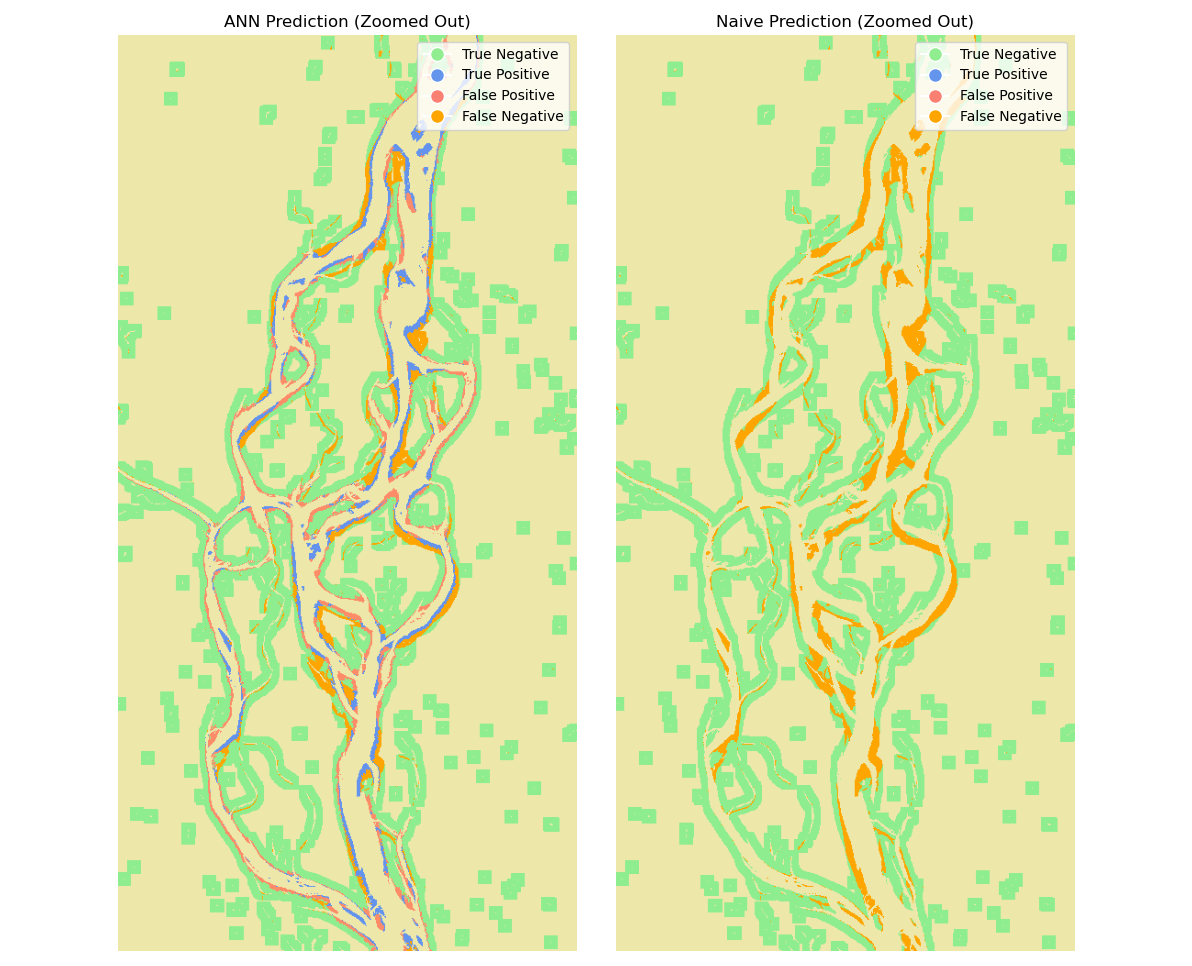 ANN Prediction (Zoomed Out)
True Negative
True Positive
False Positive
False Negative
Naive Prediction (Zoomed Out)
True Negative
True Positive
False Positive
False Negative